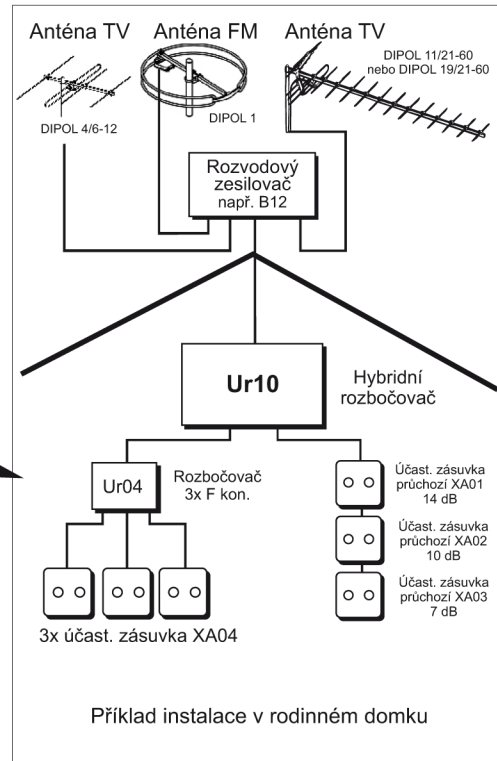 Anténa TV
Anténa FM
Anténa TV
DIPOL 4/6-12
DIPOL 1
DIPOL 11/21-60
nebo DIPOL 19/21-60
Rozvodový
zesilovač
např. B12
Ur10
Hybridní
rozbočovač
Ur04
Rozbočovač
3x F kon.
Účast. zásuvka
průchozí XA01
14 dB
Účast. zásuvka
průchozí XA02
10 dB
Účast. zásuvka
průchozí XA03
7 dB
3x účast. zásuvka XA04
Příklad instalace v rodinném domku